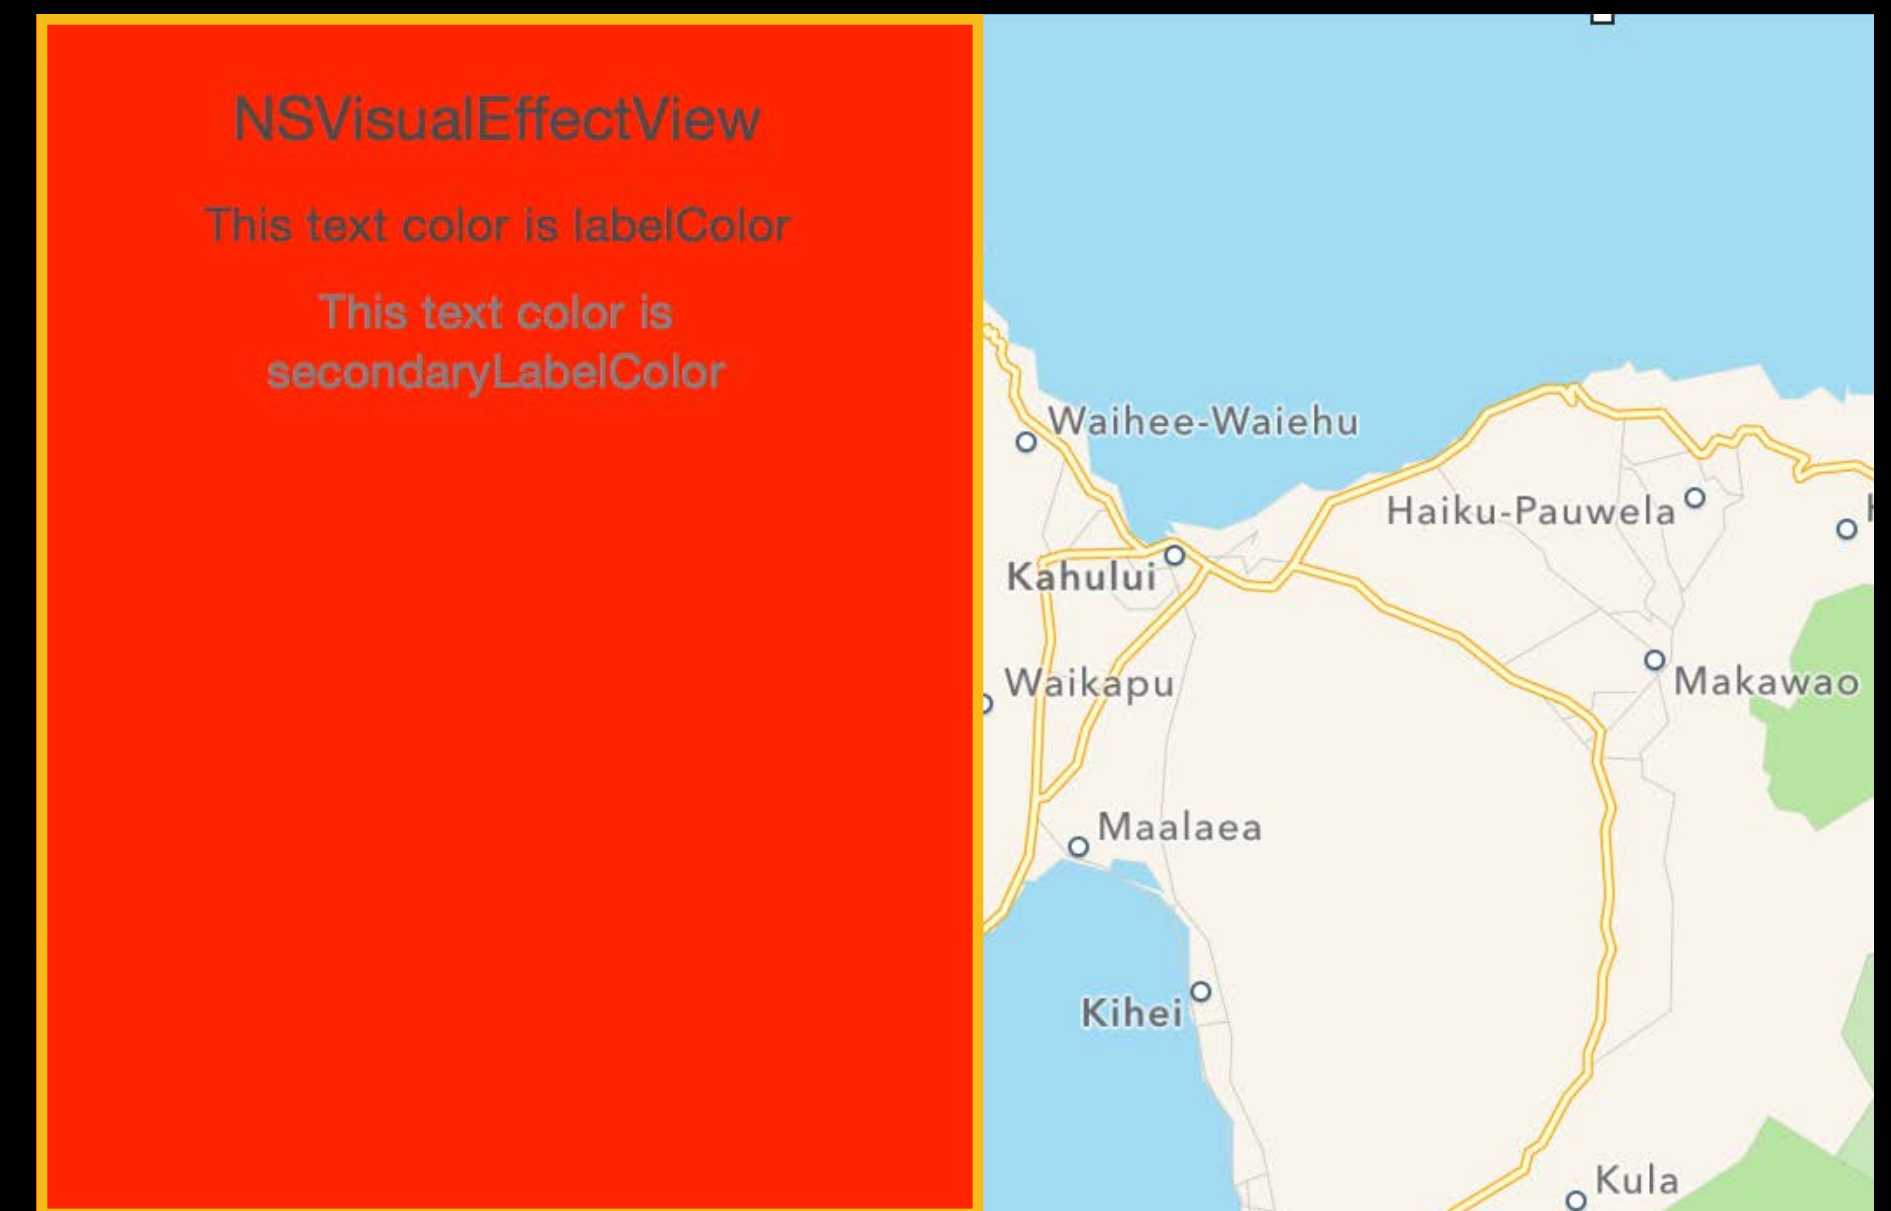 NSVisualEffectView
This text color is labelColor
This text color is
secondaryLabelColor
Waihee-Waiehu
Haiku-Pauwela
Kahului
Waikapu
Makawao
Maalaea
Kihei
Kula